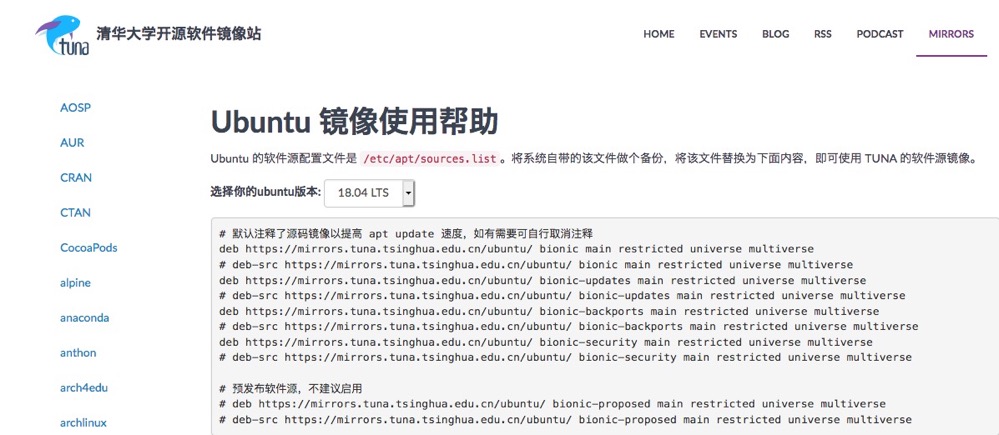 tuna
清华大学开源软件镜像站
HOME EVENTS BLOG RSS PODCAST MIRRORS
AOSP
AUR
CRAN
CTAN
CocoaPods
alpine
anaconda
anthon
arch4edu
archlinux
Ubuntu 镜像使用帮助
Ubuntu 的软件源配置文件是 /etc/apt/sources.list 。将系统自带的该文件做个备份，将该文件替换为下面内容，即可使用 TUNA 的软件源镜像。
选择你的ubuntu版本: 18.04 LTS
# 默认注释了源码镜像以提高 apt update 速度，如有需要可自行取消注释
deb https://mirrors.tuna.tsinghua.edu.cn/ubuntu/ bionic main restricted universe multiverse
# deb-src https://mirrors.tuna.tsinghua.edu.cn/ubuntu/ bionic main restricted universe multiverse
deb https://mirrors.tuna.tsinghua.edu.cn/ubuntu/ bionic-updates main restricted universe multiverse
# deb-src https://mirrors.tuna.tsinghua.edu.cn/ubuntu/ bionic-updates main restricted universe multiverse
deb https://mirrors.tuna.tsinghua.edu.cn/ubuntu/ bionic-backports main restricted universe multiverse
# deb-src https://mirrors.tuna.tsinghua.edu.cn/ubuntu/ bionic-backports main restricted universe multiverse
deb https://mirrors.tuna.tsinghua.edu.cn/ubuntu/ bionic-security main restricted universe multiverse
# deb-src https://mirrors.tuna.tsinghua.edu.cn/ubuntu/ bionic-security main restricted universe multiverse
# 预发布软件源，不建议启用
# deb https://mirrors.tuna.tsinghua.edu.cn/ubuntu/ bionic-proposed main restricted universe multiverse
# deb-src https://mirrors.tuna.tsinghua.edu.cn/ubuntu/ bionic-proposed main restricted universe multiverse